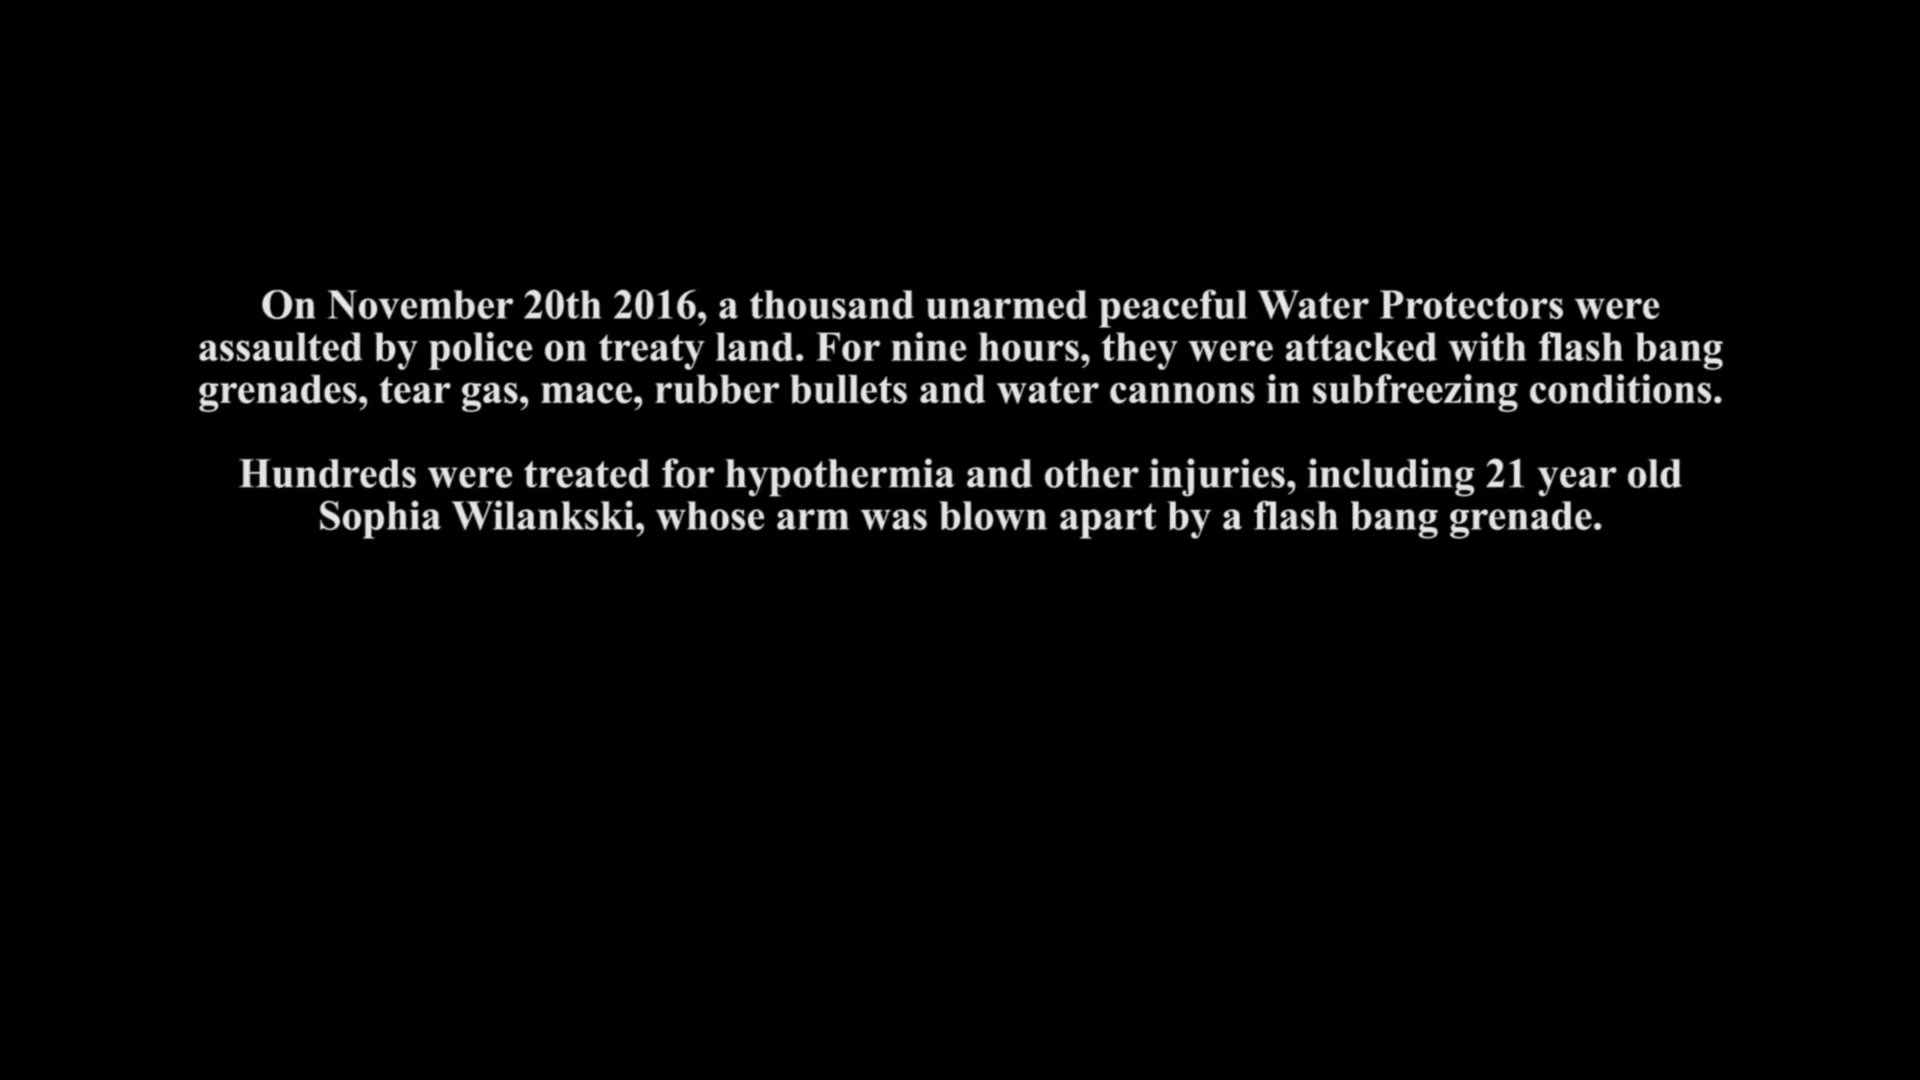 On November 20th 2016, a thousand unarmed peaceful Water Protectors were
assaulted by police on treaty land. For nine hours, they were attacked with flash bang
grenades, tear gas, mace, rubber bullets and water cannons in subfreezing conditions.
Hundreds were treated for hypothermia and other injuries, including 21 year old
Sophia Wilankski, whose arm was blown apart by a flash bang grenade.